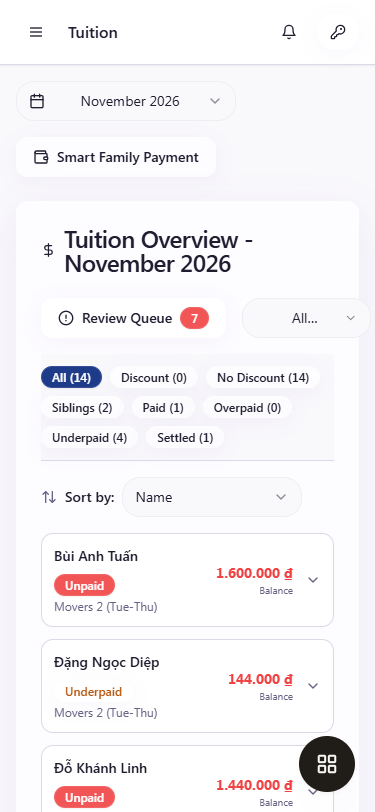 Tuition
November 2026
Smart Family Payment
Tuition Overview -
November 2026
Review Queue 7
All...
All (14) Discount (0) No Discount (14)
Siblings (2) Paid (1) Overpaid (0)
Underpaid (4) Settled (1)
Sort by: Name
Bùi Anh Tuấn
Unpaid
Movers 2 (Tue-Thu)
1.600.000 ₫
Balance
Đặng Ngọc Diệp
Underpaid
Movers 2 (Tue-Thu)
144.000 ₫
Balance
Đỗ Khánh Linh
Unpaid
1.440.000 ₫
Balance